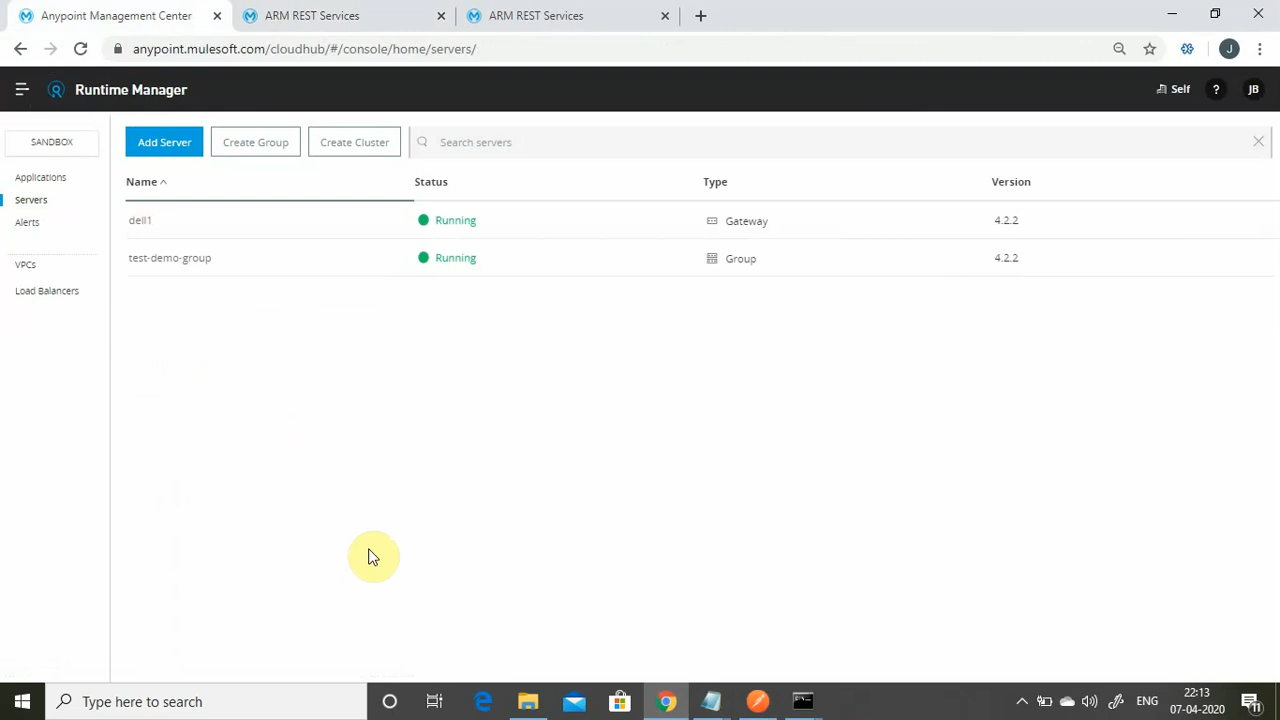 Anypoint Management Center
ARM REST Services
ARM REST Services
anypoint.mulesoft.com/cloudhub/#/console/home/servers/
J
Runtime Manager
Self
?
JB
SANDBOX
Applications
Servers
Alerts
VPCs
Load Balancers
Add Server
Create Group
Create Cluster
Search servers
Name Status Type Version
dell1 Running Gateway 4.2.2
test-demo-group Running Group 4.2.2
Type here to search
ENG
22:13
07-04-2020
11